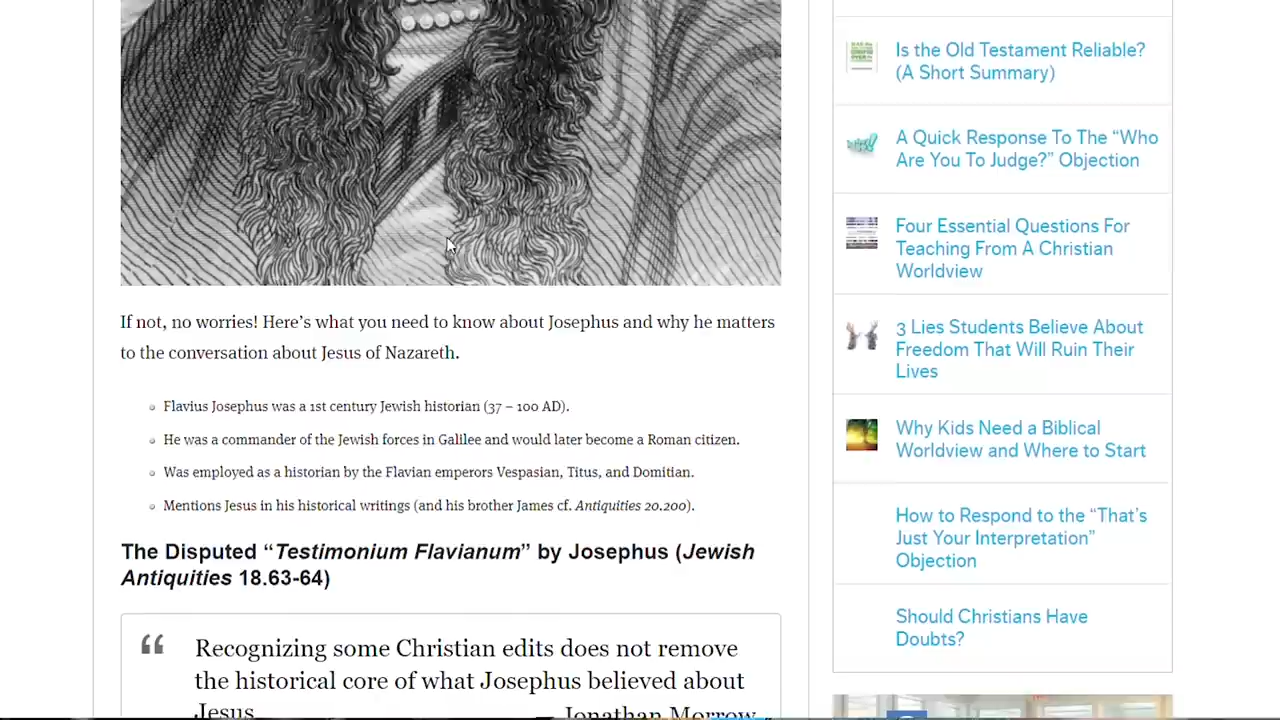 If not, no worries! Here’s what you need to know about Josephus and why he matters
to the conversation about Jesus of Nazareth.
Flavius Josephus was a 1st century Jewish historian (37 – 100 AD).
He was a commander of the Jewish forces in Galilee and would later become a Roman citizen.
Was employed as a historian by the Flavian emperors Vespasian, Titus, and Domitian.
Mentions Jesus in his historical writings (and his brother James cf. Antiquities 20.200).
The Disputed “Testimonium Flavianum” by Josephus (Jewish
Antiquities 18.63-64)
“
Recognizing some Christian edits does not remove
the historical core of what Josephus believed about
Jesus. Jonathan Morrow
Is the Old Testament Reliable?
(A Short Summary)
A Quick Response To The “Who
Are You To Judge?” Objection
Four Essential Questions For
Teaching From A Christian
Worldview
3 Lies Students Believe About
Freedom That Will Ruin Their
Lives
Why Kids Need a Biblical
Worldview and Where to Start
How to Respond to the “That’s
Just Your Interpretation”
Objection
Should Christians Have
Doubts?